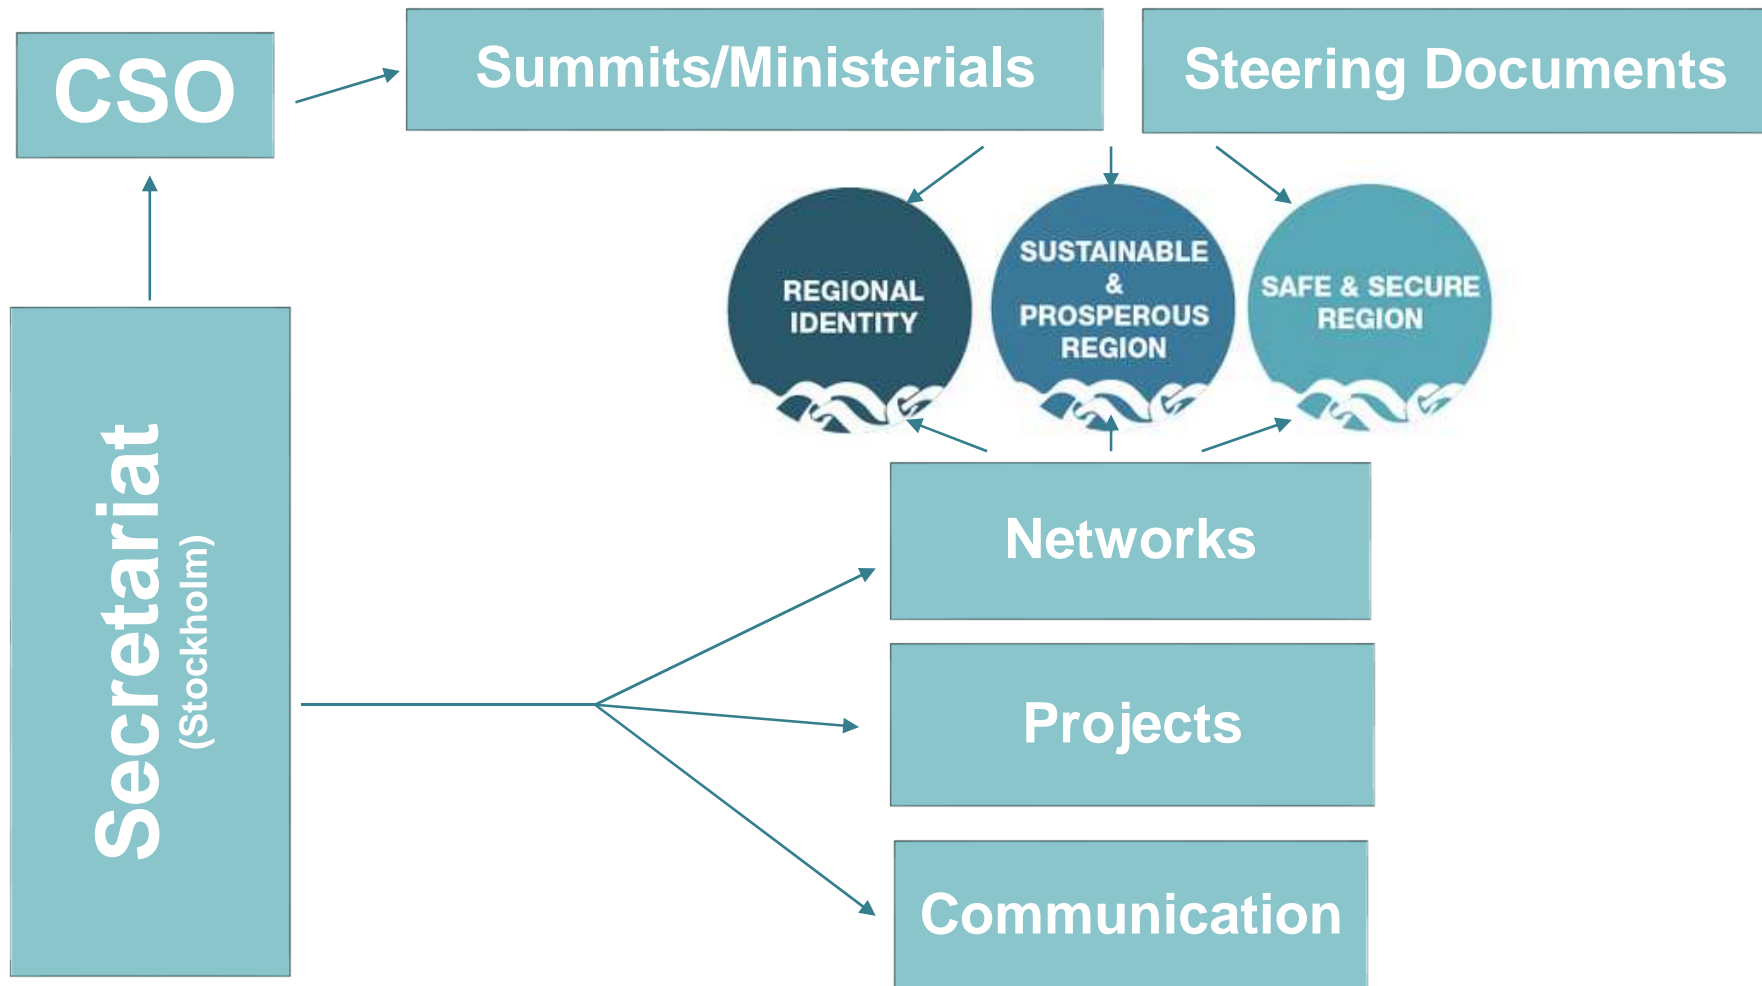 CSO
Summits/Ministerials
Steering Documents
REGIONAL
IDENTITY
SUSTAINABLE
&
PROSPEROUS
REGION
SAFE & SECURE
REGION
Secretariat
(Stockholm)
Networks
Projects
Communication